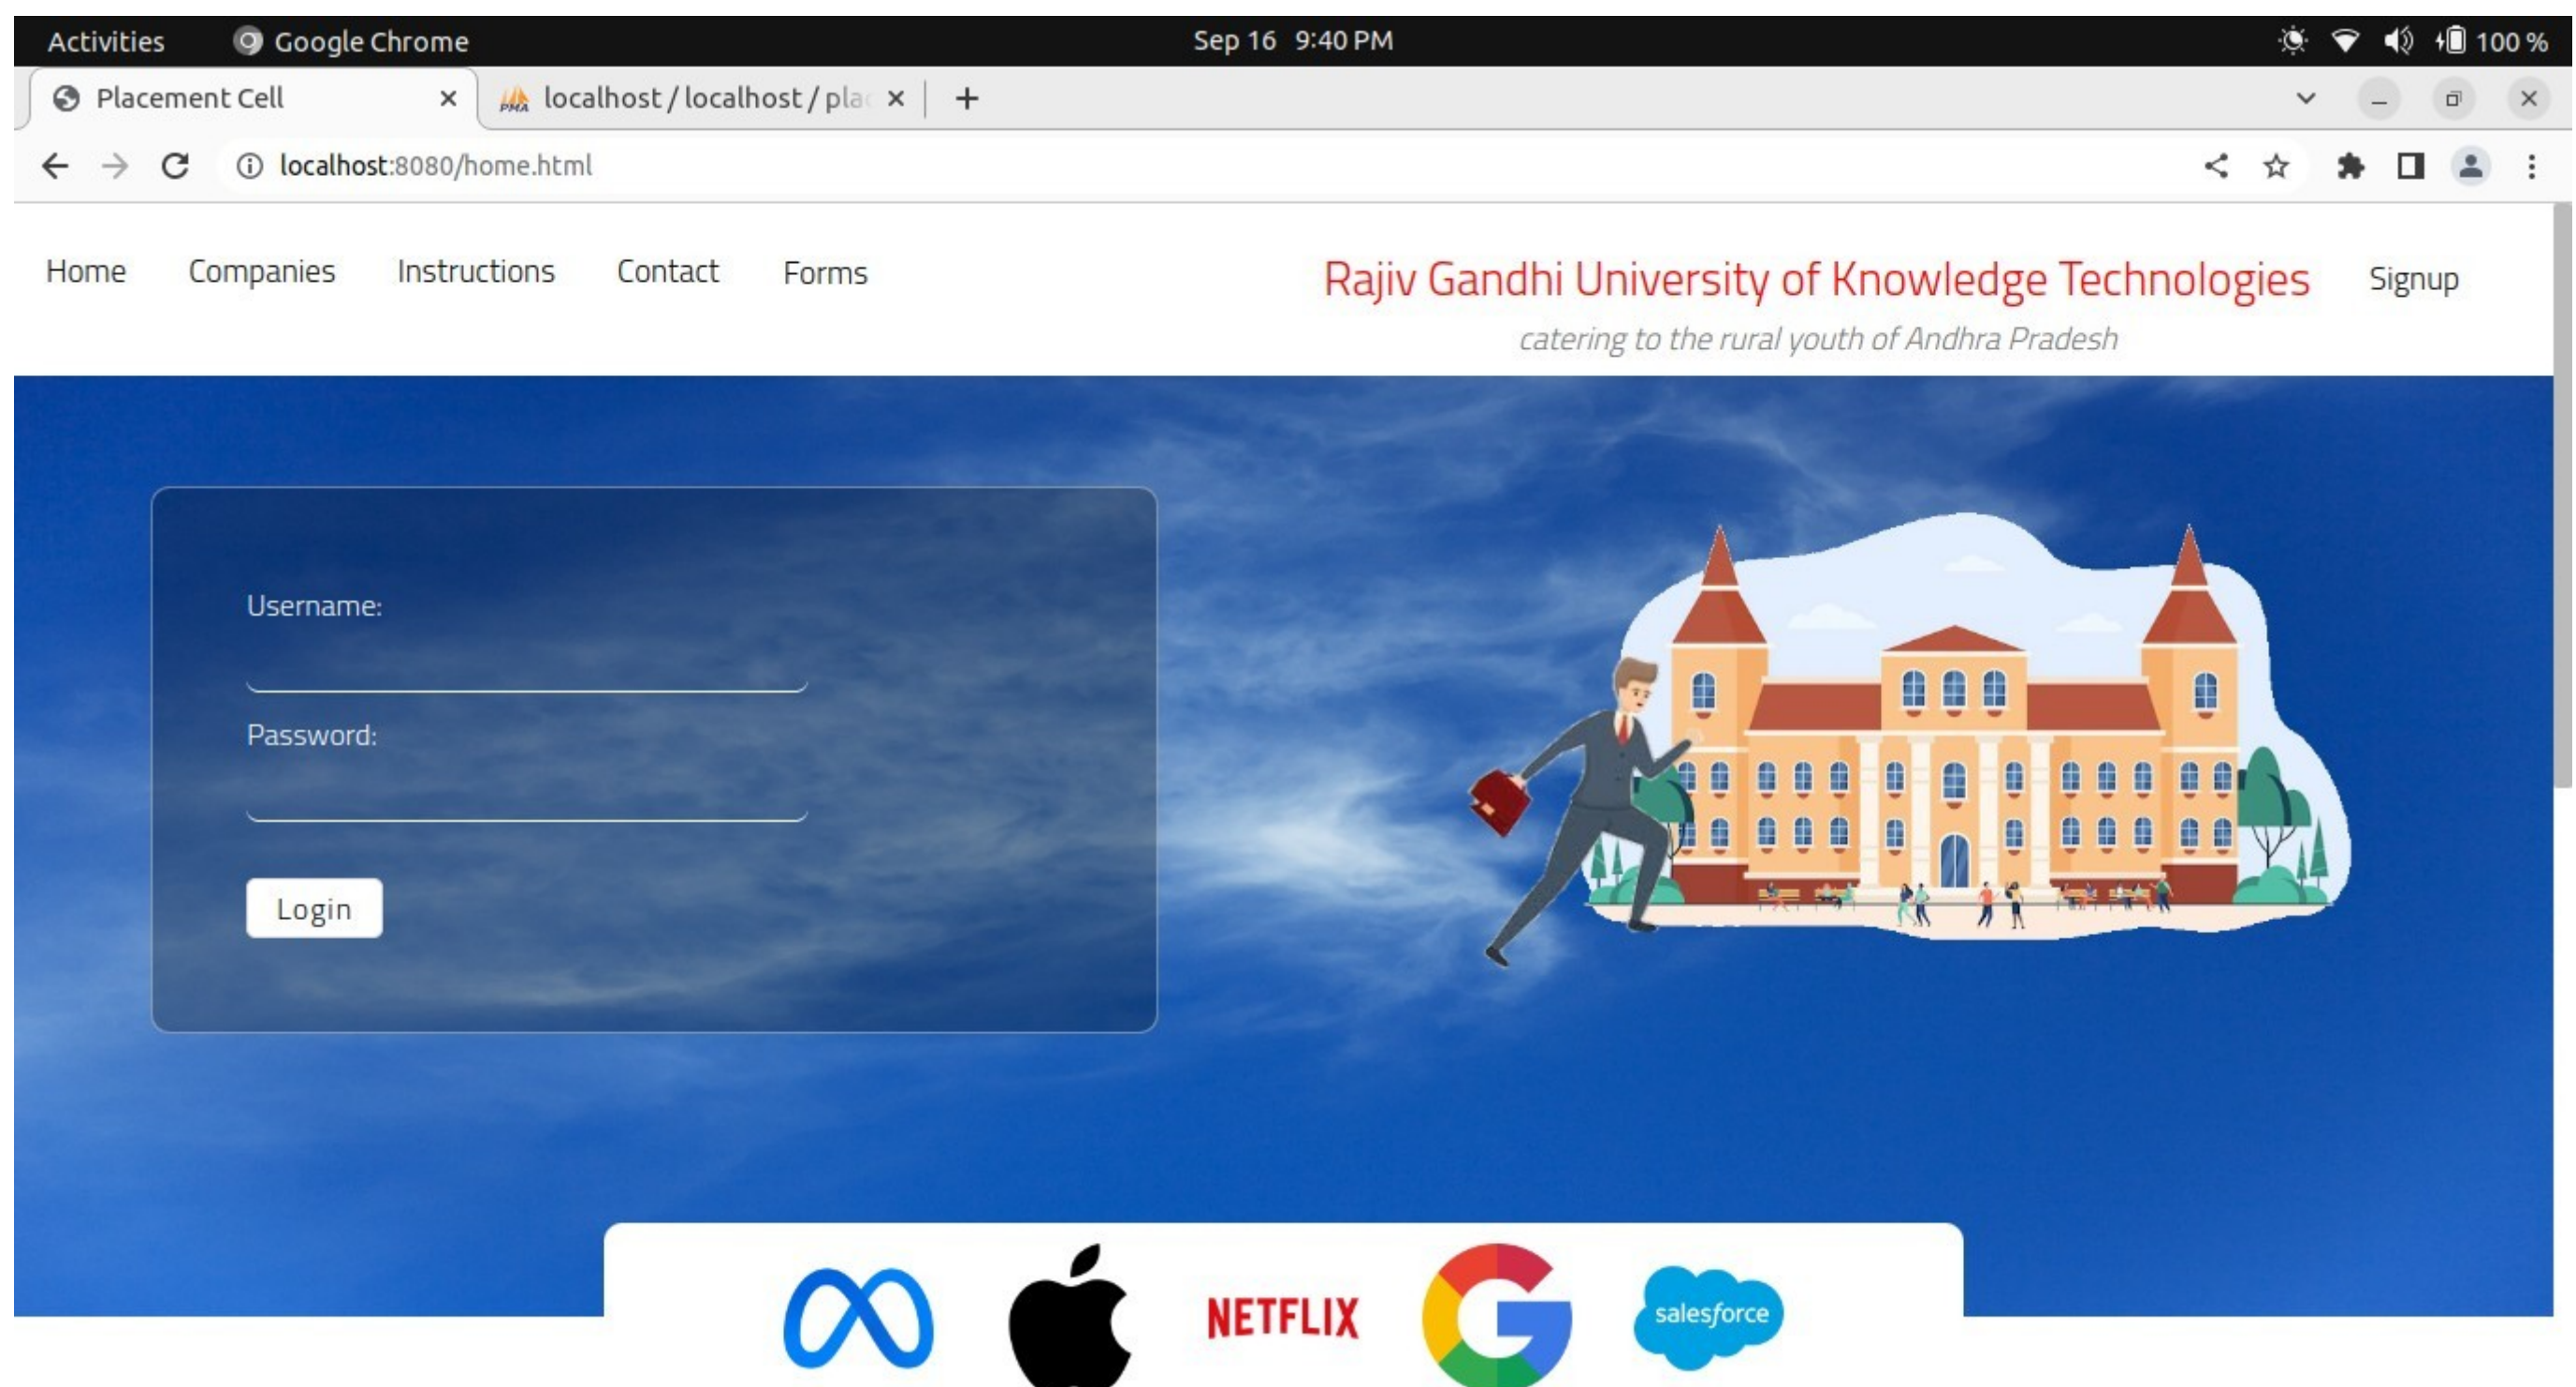 Activities Google Chrome Sep 16 9:40 PM 100 %
Placement Cell localhost / localhost / pla
localhost:8080/home.html
Home Companies Instructions Contact Forms Rajiv Gandhi University of Knowledge Technologies Signup
catering to the rural youth of Andhra Pradesh
Username:
Password:
Login
NETFLIX salesforce